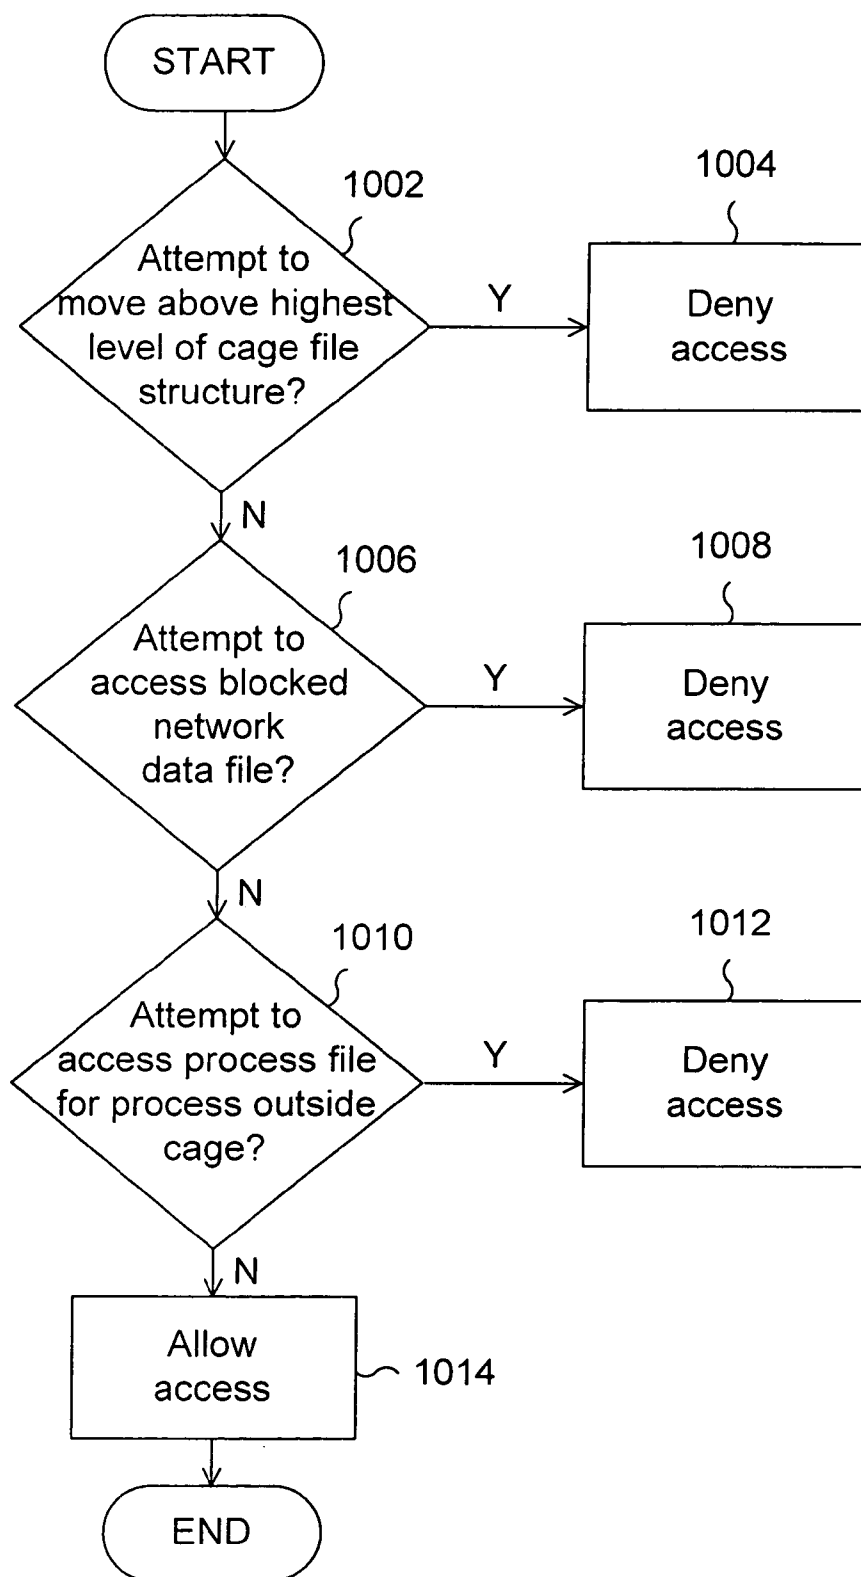 START
1002
Attempt to
move above highest
level of cage file
structure?
Y
1004
Deny
access
N
1006
Attempt to
access blocked
network
data file?
Y
1008
Deny
access
N
1010
Attempt to
access process file
for process outside
cage?
Y
1012
Deny
access
N
Allow
access
1014
END